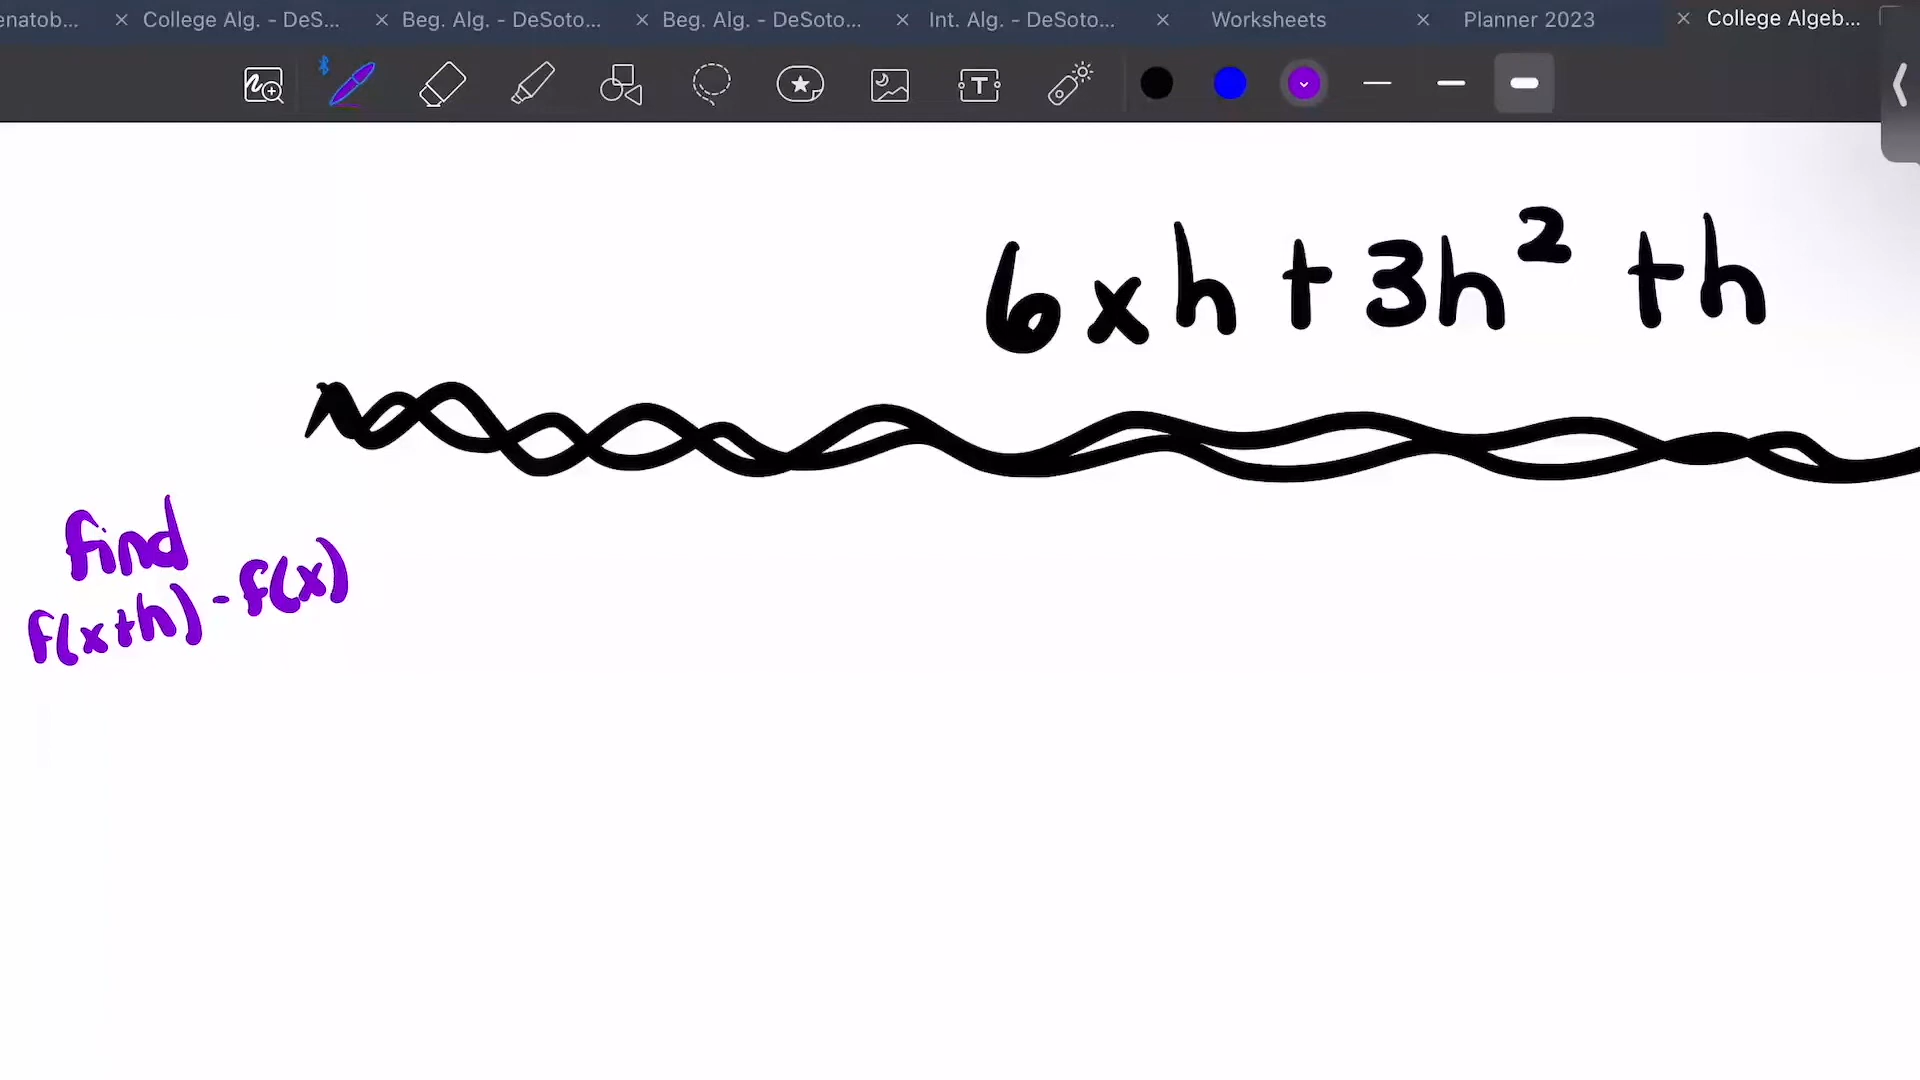 enatob... × College Alg. - DeS... × Beg. Alg. - DeSoto... × Beg. Alg. - DeSoto... × Int. Alg. - DeSoto... × Worksheets × Planner 2023 × College Algeb...
6xh + 3h² + h
find
f(x+h) - f(x)